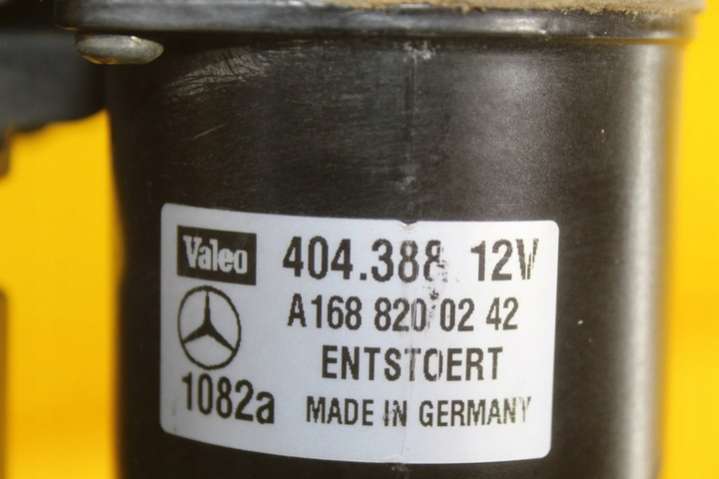 Valeo 404.388 12V
A168 820 02 42
ENTSTOERT
1082a MADE IN GERMANY